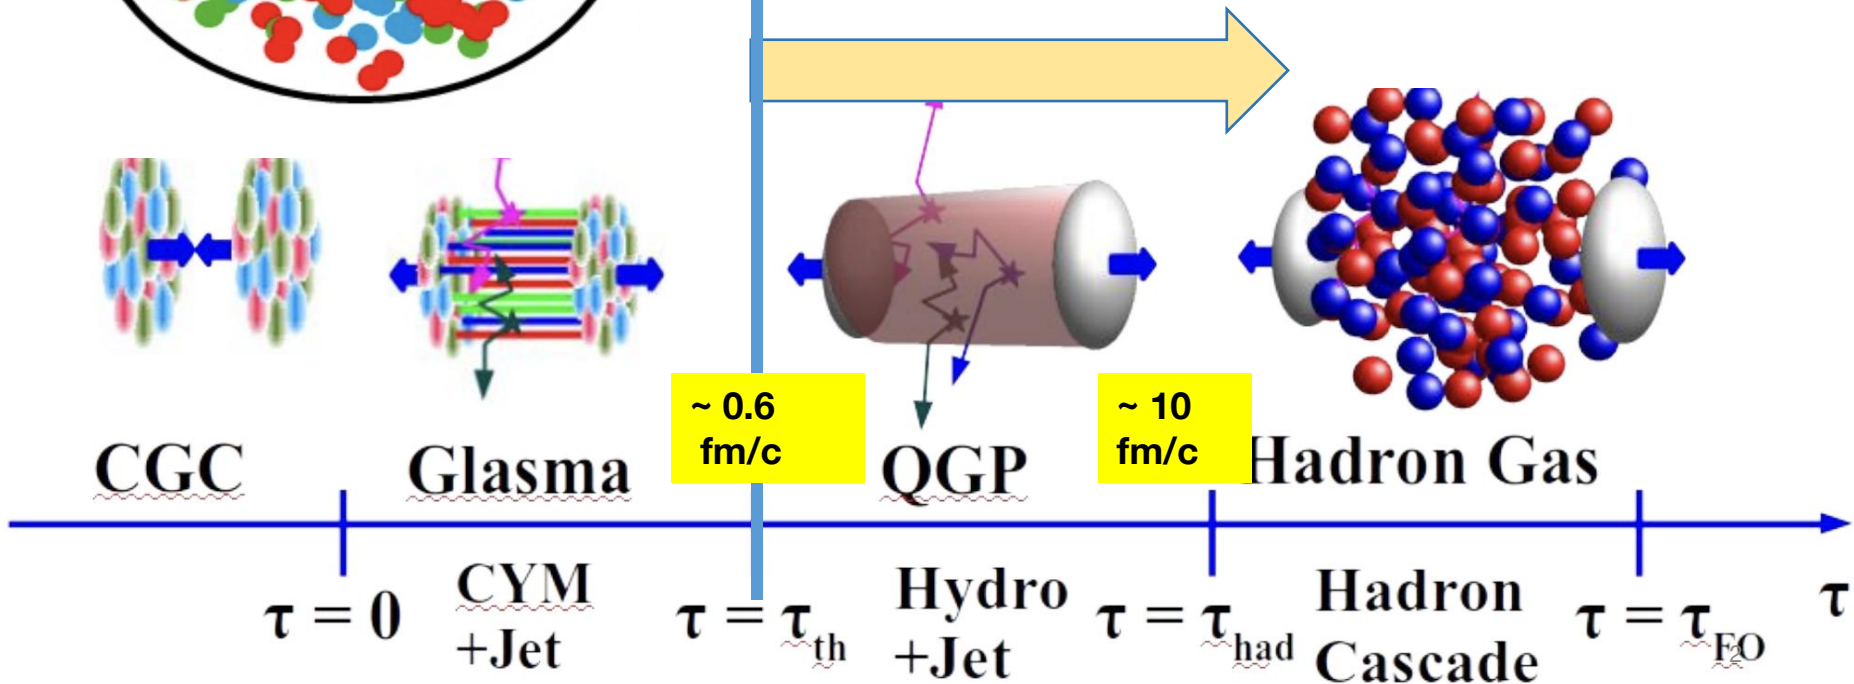 ~ 0.6
fm/c
~ 10
fm/c
CGC
Glasma
QGP
Hadron Gas
CYM
+Jet
Hydro
+Jet
Hadron
Cascade
τ = 0
τ = τth
τ = τhad
τ = τFO
τ
2